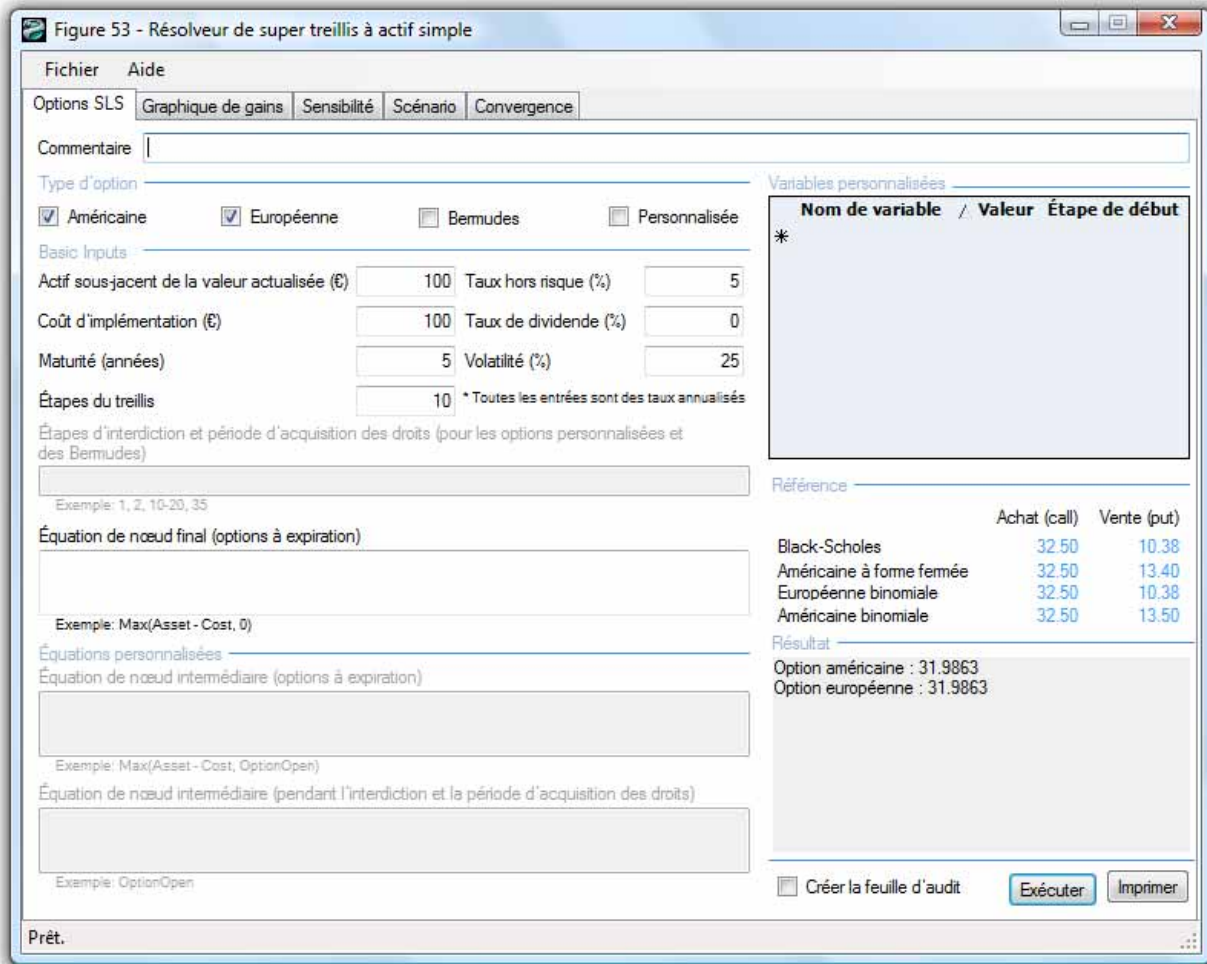 Figure 53 - Résolveur de super treillis à actif simple
Fichier Aide
Options SLS Graphique de gains Sensibilité Scénario Convergence
Commentaire
Type d'option
Américaine Européenne Bermudes Personnalisée
Basic Inputs
Actif sous-jacent de la valeur actualisée (€) 100 Taux hors risque (%) 5
Coût d'implémentation (€) 100 Taux de dividende (%) 0
Maturité (années) 5 Volatilité (%) 25
Étapes du treillis 10 * Toutes les entrées sont des taux annualisés
Étapes d'interdiction et période d'acquisition des droits (pour les options personnalisées et
des Bermudes)
Exemple: 1, 2, 10-20, 35
Équation de nœud final (options à expiration)
Exemple: Max(Asset - Cost, 0)
Équations personnalisées
Équation de nœud intermédiaire (options à expiration)
Exemple: Max(Asset - Cost, OptionOpen)
Équation de nœud intermédiaire (pendant l'interdiction et la période d'acquisition des droits)
Exemple: OptionOpen
Variables personnalisées
Nom de variable / Valeur Étape de début
*
Référence
Achat (call) Vente (put)
Black-Scholes 32.50 10.38
Américaine à forme fermée 32.50 13.40
Européenne binomiale 32.50 10.38
Américaine binomiale 32.50 13.50
Résultat
Option américaine : 31.9863
Option européenne : 31.9863
Créer la feuille d'audit Exécuter Imprimer
Prêt.